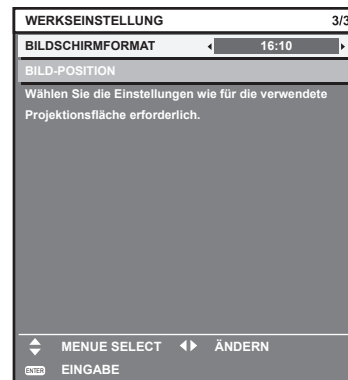 WERKSEINSTELLUNG 3/3
BILDSCHIRMFORMAT 16:10
BILD-POSITION
Wählen Sie die Einstellungen wie für die verwendete
Projektionsfläche erforderlich.
MENUE SELECT ÄNDERN
ENTER EINGABE